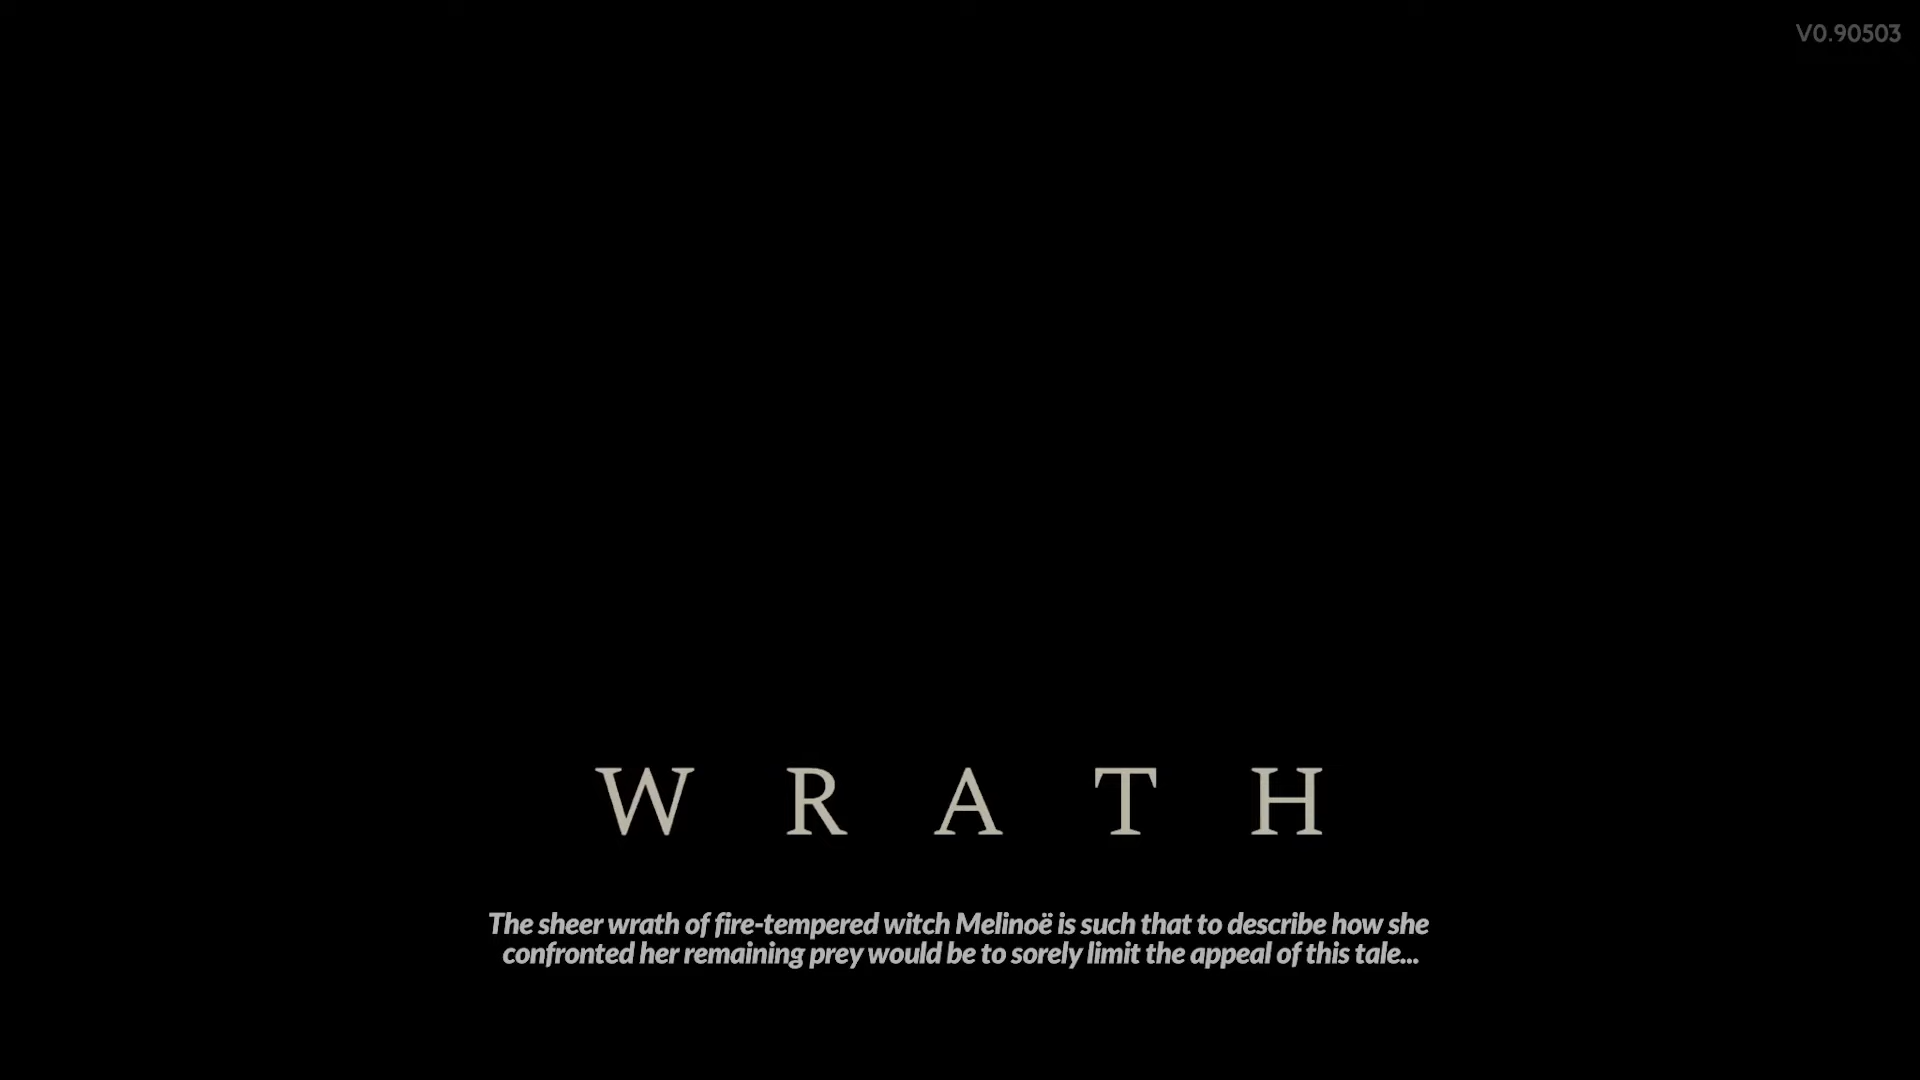 V0.90503
W R A T H
The sheer wrath of fire-tempered witch Melinoë is such that to describe how she
confronted her remaining prey would be to sorely limit the appeal of this tale...